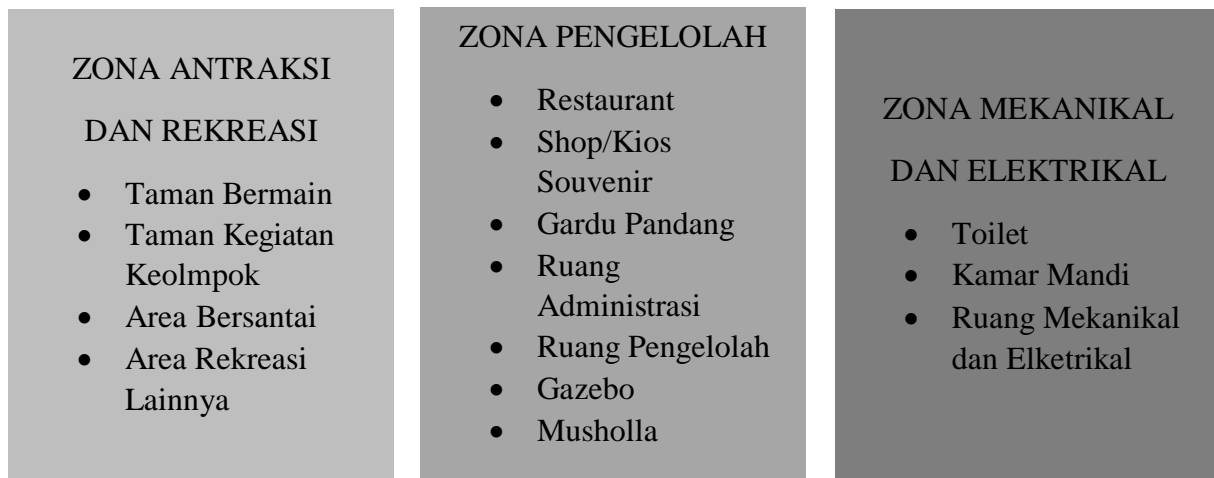 ZONA ANTRAKSI
DAN REKREASI
• Taman Bermain
• Taman Kegiatan
Keolmpok
• Area Bersantai
• Area Rekreasi
Lainnya
ZONA PENGELOLAH
• Restaurant
• Shop/Kios
Souvenir
• Gardu Pandang
• Ruang
Administrasi
• Ruang Pengelolah
• Gazebo
• Musholla
ZONA MEKANIKAL
DAN ELEKTRIKAL
• Toilet
• Kamar Mandi
• Ruang Mekanikal
dan Elketrikal